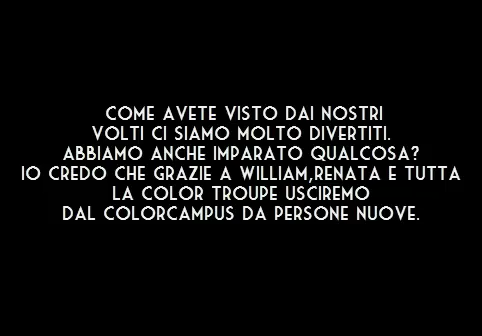 COME AVETE VISTO DAI NOSTRI
VOLTI CI SIAMO MOLTO DIVERTITI.
ABBIAMO ANCHE IMPARATO QUALCOSA?
IO CREDO CHE GRAZIE A WILLIAM,RENATA E TUTTA
LA COLOR TROUPE USCIREMO
DAL COLORCAMPUS DA PERSONE NUOVE.